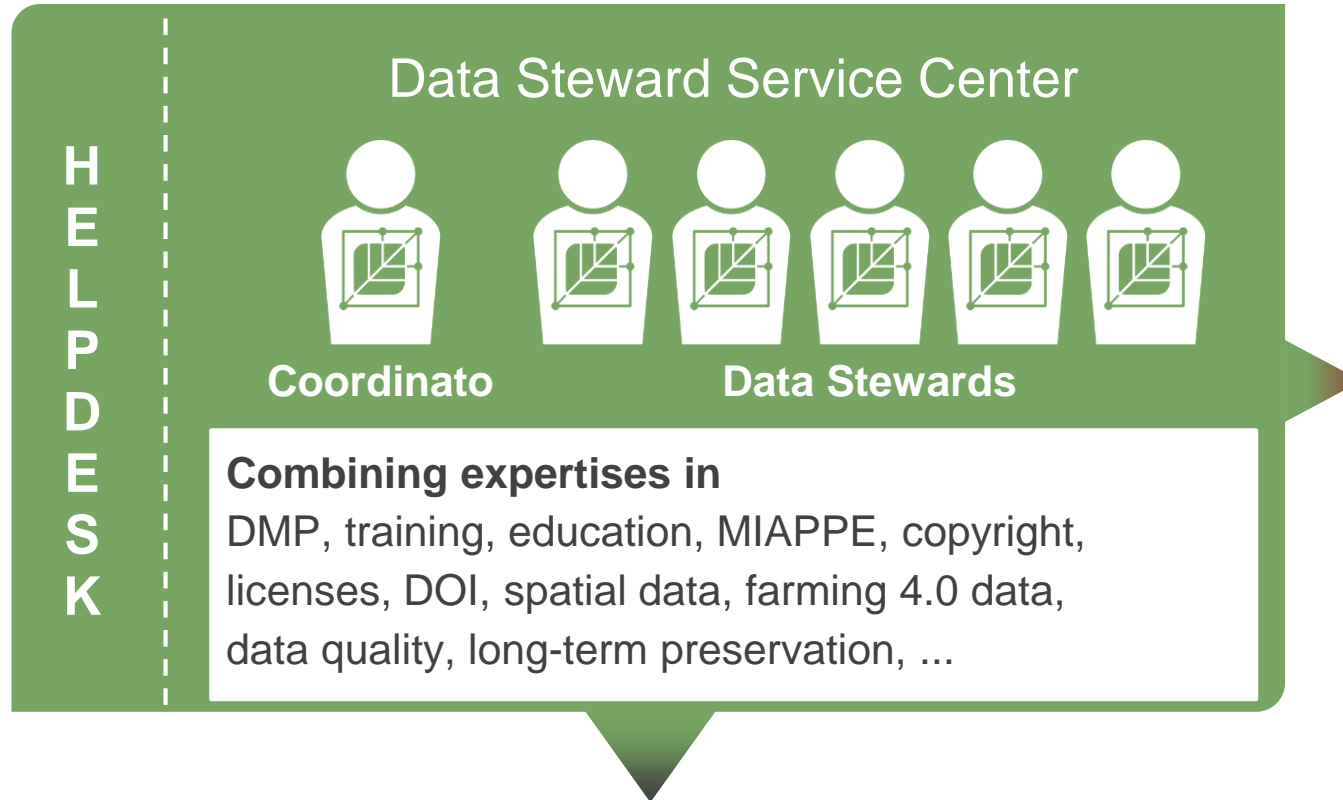 HELPDESK
Data Steward Service Center
Coordinato
Data Stewards
Combining expertises in
DMP, training, education, MIAPPE, copyright,
licenses, DOI, spatial data, farming 4.0 data,
data quality, long-term preservation, ...